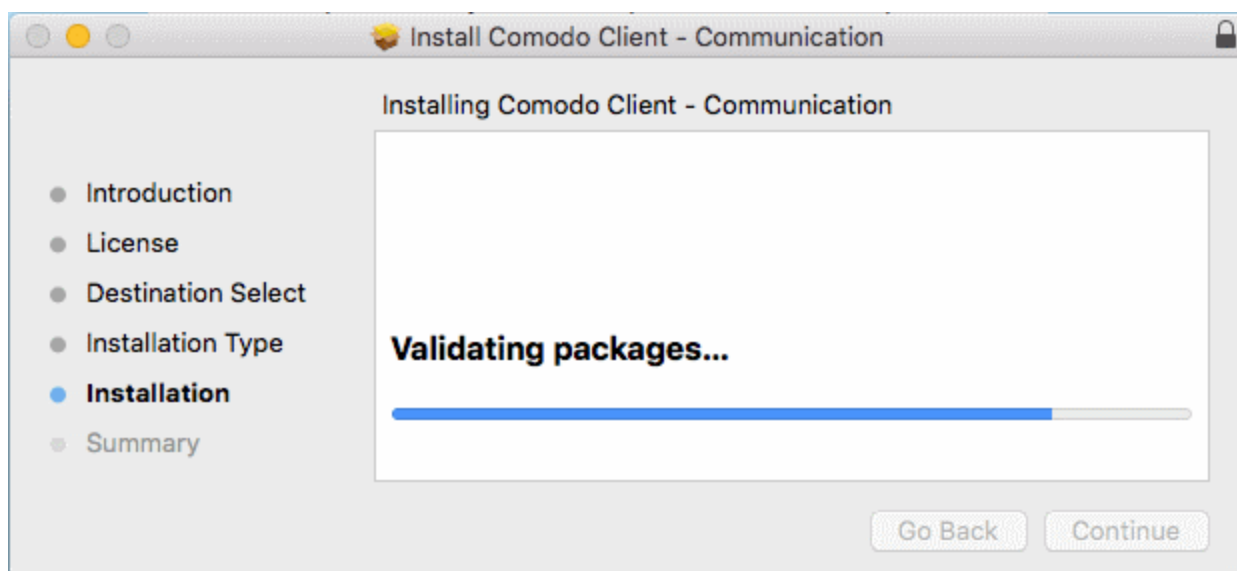 Install Comodo Client - Communication
Installing Comodo Client - Communication
Introduction
License
Destination Select
Installation Type
Installation
Summary
Validating packages...
Go Back
Continue